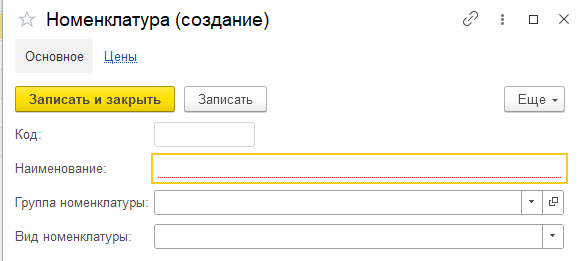 Номенклатура (создание)
Основное Цены
Записать и закрыть Записать Еще
Код:
Наименование:
Группа номенклатуры:
Вид номенклатуры: